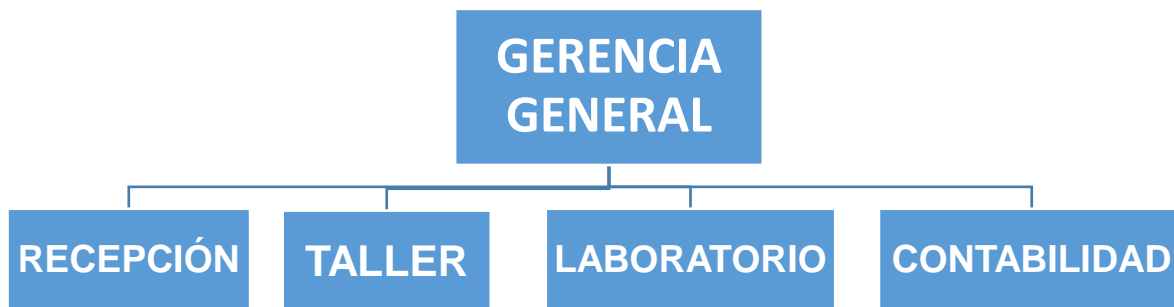 GERENCIA
GENERAL
RECEPCIÓN
TALLER
LABORATORIO
CONTABILIDAD